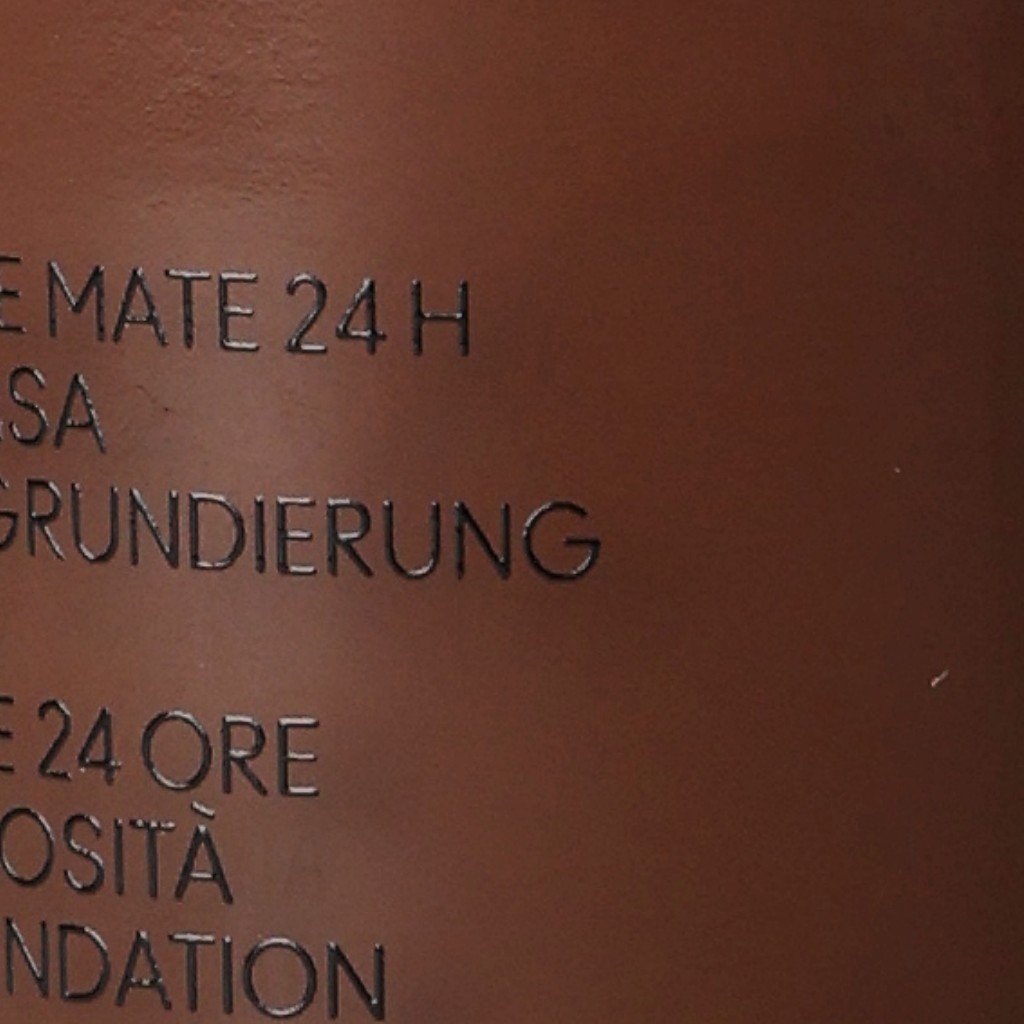 E MATE 24 H
SA
GRUNDIERUNG
E 24 ORE
OSITÀ
NDATION